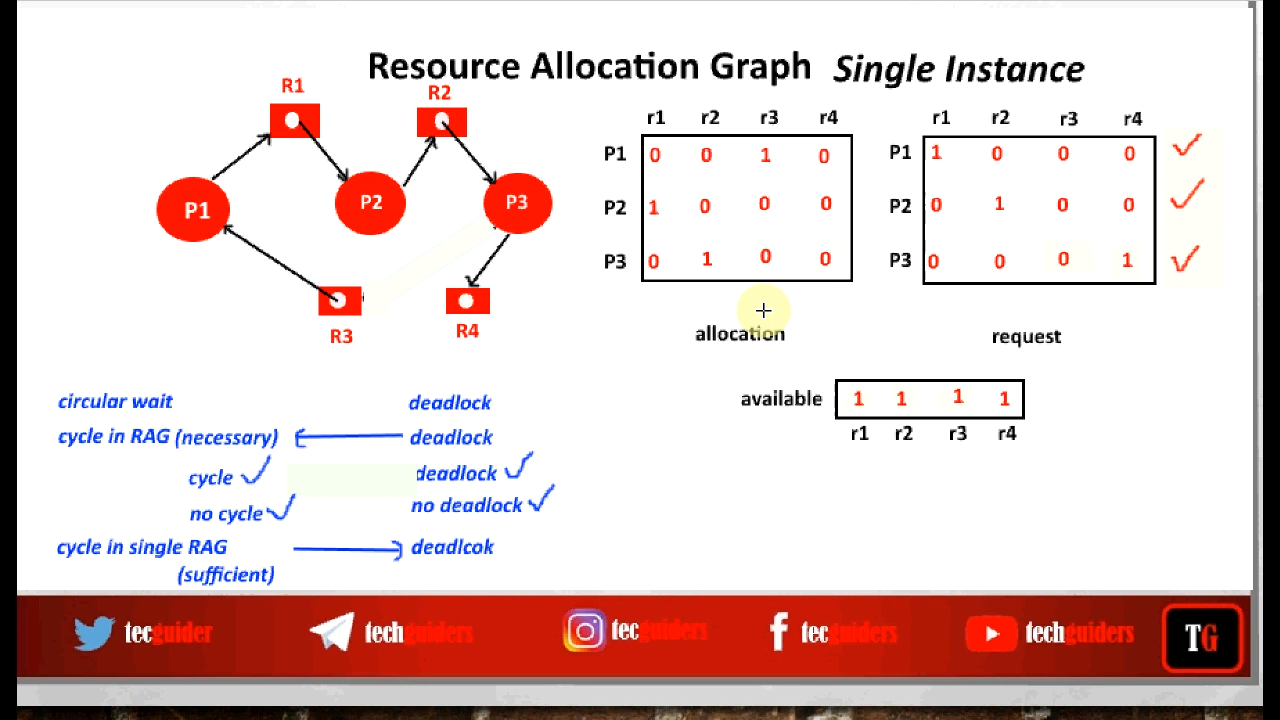 Resource Allocation Graph Single Instance
R1
R2
P1
P2
P3
R3
R4
r1 r2 r3 r4
P1 0 0 1 0
P2 1 0 0 0
P3 0 1 0 0
allocation
r1 r2 r3 r4
P1 1 0 0 0
P2 0 1 0 0
P3 0 0 0 1
request
available 1 1 1 1
r1 r2 r3 r4
circular wait deadlock
cycle in RAG (necessary) deadlock
cycle deadlock
no cycle no deadlock
cycle in single RAG deadlcok
(sufficient)
tecguider techguiders tecguiders tecguiders techguiders TG